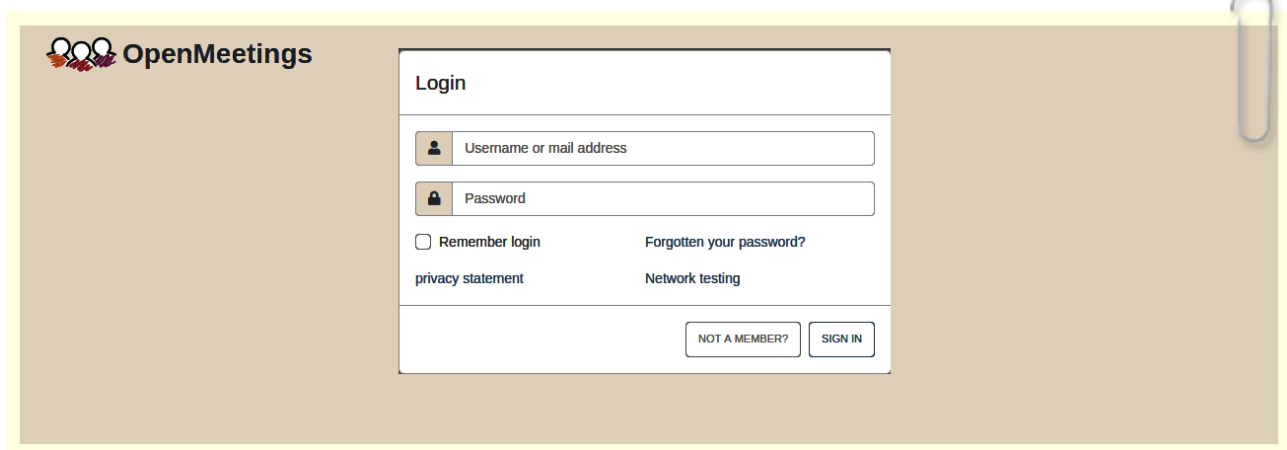 OpenMeetings
Login
Username or mail address
Password
Remember login
Forgotten your password?
privacy statement
Network testing
NOT A MEMBER?
SIGN IN